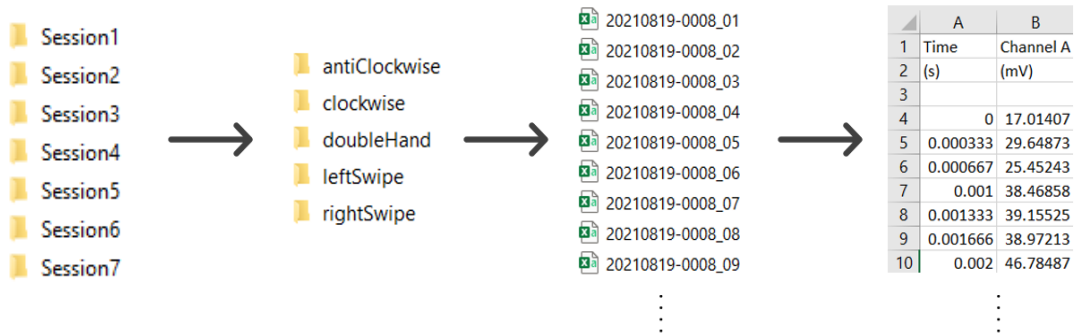 Session1
Session2
Session3
Session4
Session5
Session6
Session7
antiClockwise
clockwise
doubleHand
leftSwipe
rightSwipe
20210819-0008_01
20210819-0008_02
20210819-0008_03
20210819-0008_04
20210819-0008_05
20210819-0008_06
20210819-0008_07
20210819-0008_08
20210819-0008_09
A B
1 Time Channel A
2 (s) (mV)
3
4 0 17.01407
5 0.000333 29.64873
6 0.000667 25.45243
7 0.001 38.46858
8 0.001333 39.15525
9 0.001666 38.97213
10 0.002 46.78487